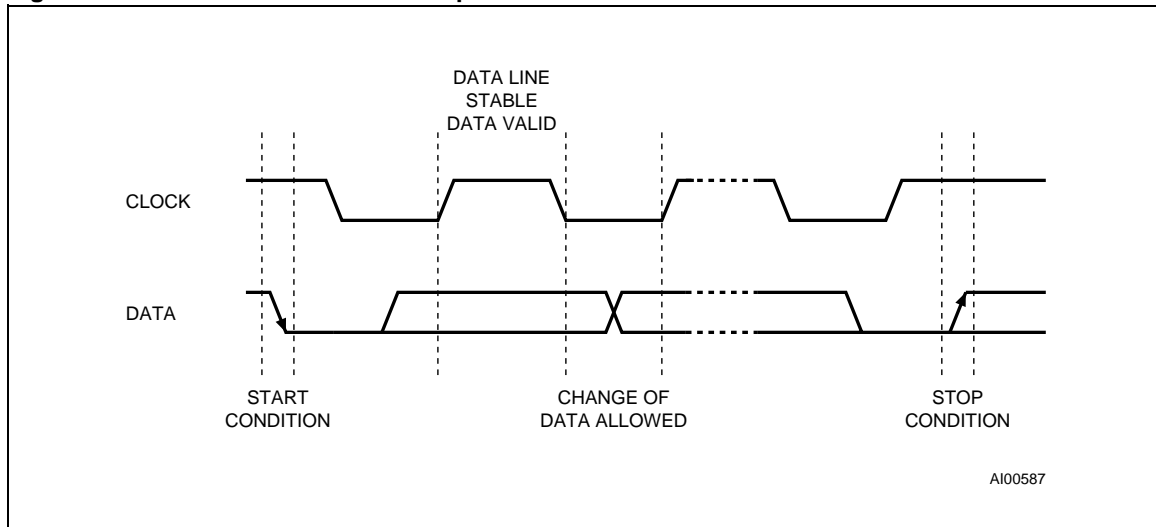 DATA LINE
STABLE
DATA VALID
CLOCK
DATA
START
CONDITION
CHANGE OF
DATA ALLOWED
STOP
CONDITION
AI00587